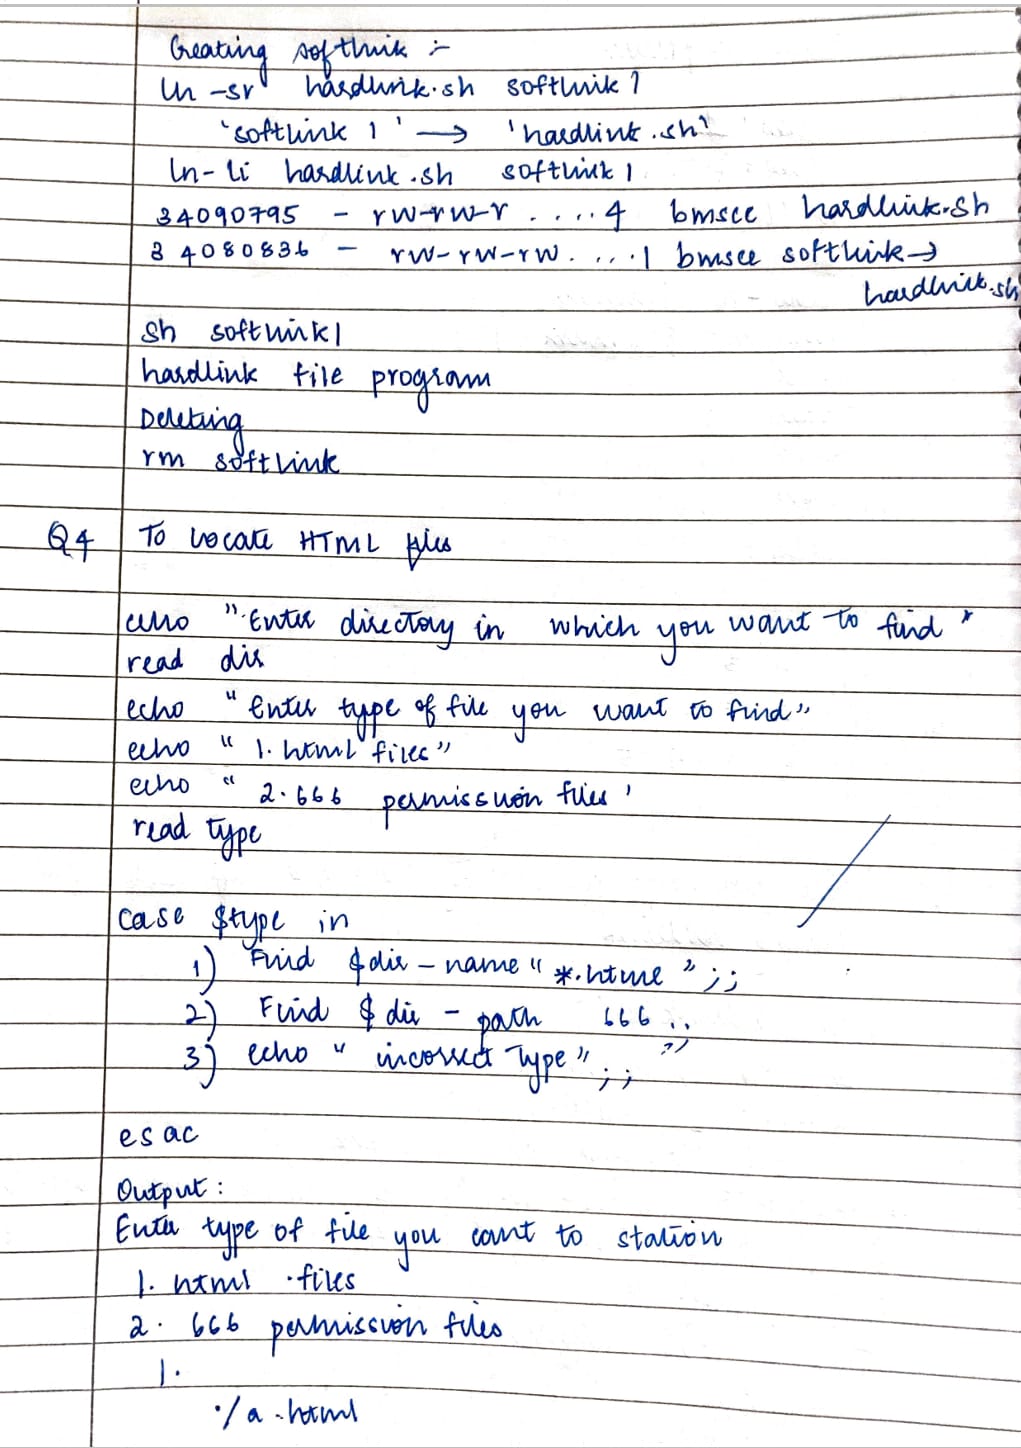 Creating softlink :-
ln -sr hardlink.sh softlink 1
'softlink 1' → 'hardlink.sh'
ln-li hardlink.sh softlink 1
34090795 - rw-rw-r ....4 bmsce hardlink.sh
34080836 - rw-rw-rw. ...1 bmsce softlink→
hardlink.sh
sh softlink1
hardlink file program
Deleting
rm softlink
Q4 To Locate HTML files
echo "Enter directory in which you want to find"
read dir
echo "Enter type of file you want to find"
echo "1. html files"
echo "2.666 permission files'
read type
case $type in
1) Find $dir -name "*.html" ;;
2) Find $dir - path 666 ;;
3) echo "incorrect Type" ;;
esac
Output:
Enter type of file you want to station
1. html .files
2. 666 permission files
1.
./a.html